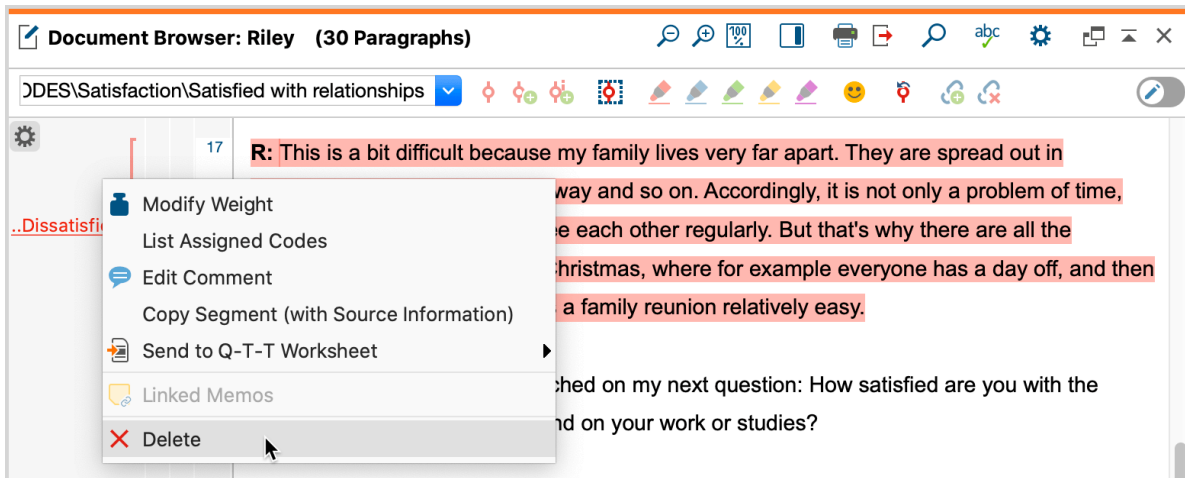 Document Browser: Riley (30 Paragraphs)
100 %
abc
ODES\Satisfaction\Satisfied with relationships
17
R: This is a bit difficult because my family lives very far apart. They are spread out in
way and so on. Accordingly, it is not only a problem of time,
..Dissatisfi
each other regularly. But that's why there are all the
Christmas, where for example everyone has a day off, and then
a family reunion relatively easy.
Modify Weight
List Assigned Codes
Edit Comment
Copy Segment (with Source Information)
Send to Q-T-T Worksheet
Linked Memos
Delete
ched on my next question: How satisfied are you with the
nd on your work or studies?